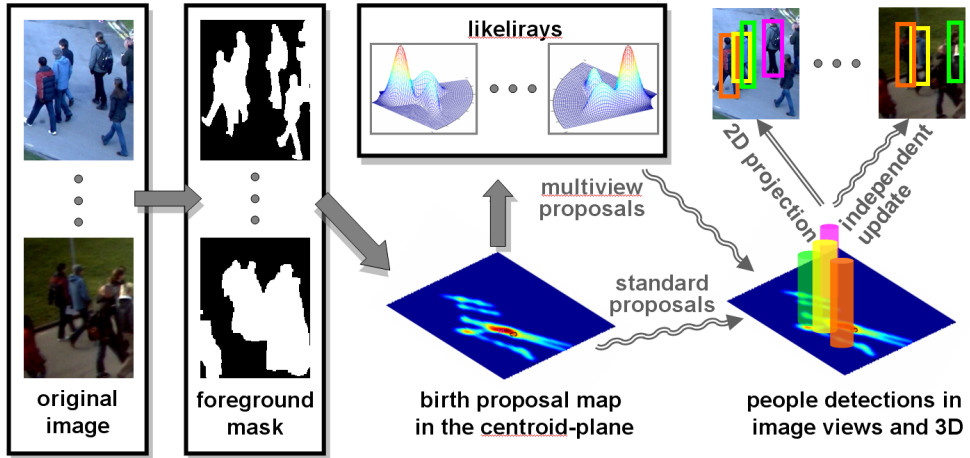 likelirays
multiview
proposals
2D projection
independent
update
standard
proposals
original
image
foreground
mask
birth proposal map
in the centroid-plane
people detections in
image views and 3D